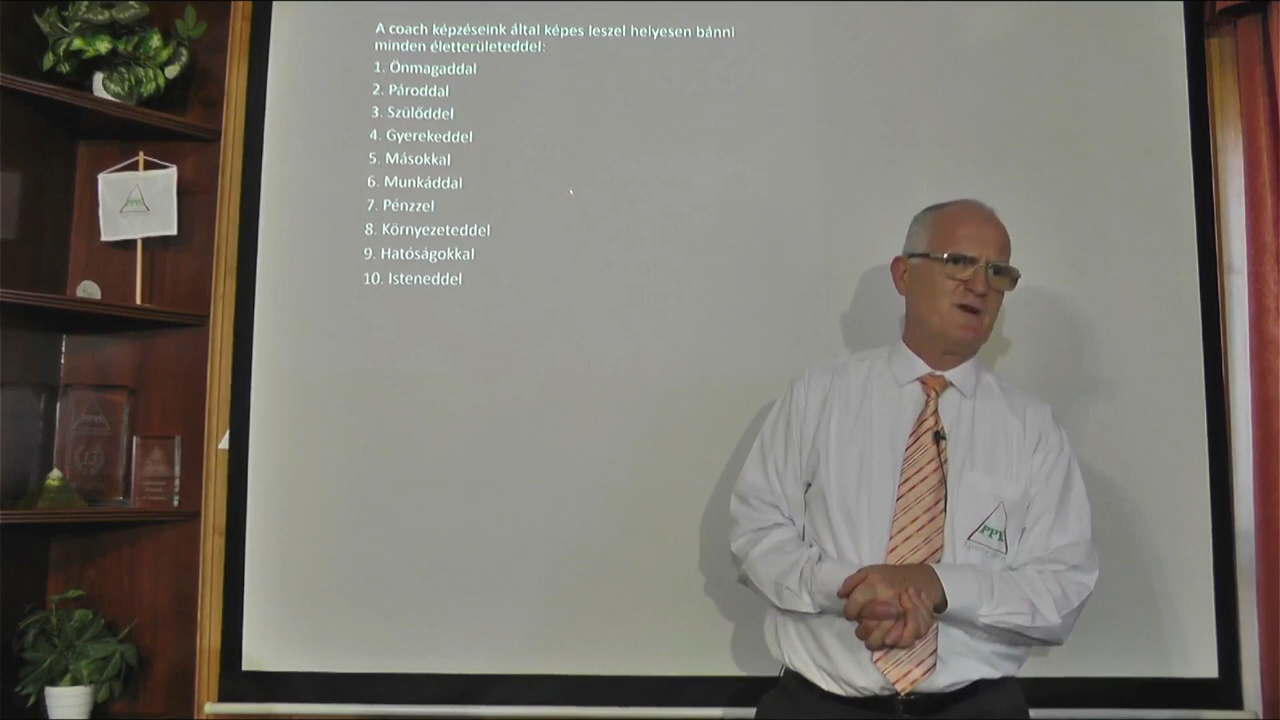 A coach képzéseink által képes leszel helyesen bánni
minden életterületeddel:
1. Önmagaddal
2. Pároddal
3. Szülőddel
4. Gyerekeddel
5. Másokkal
6. Munkáddal
7. Pénzzel
8. Környezeteddel
9. Hatóságokkal
10. Isteneddel
13